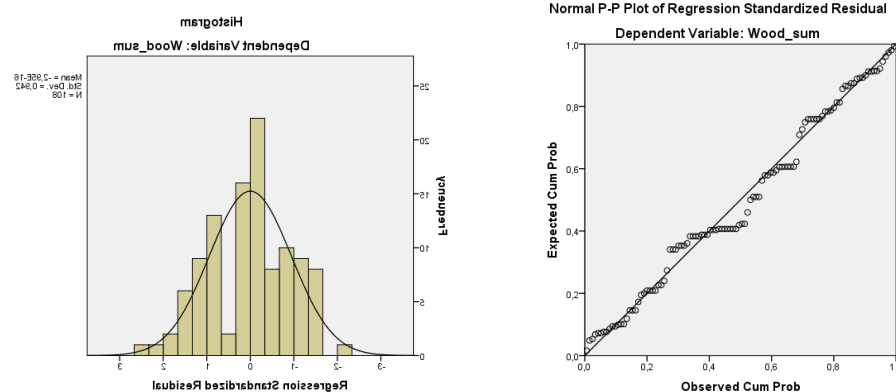 Histogram
Dependent Variable: Wood_sum
Mean = -2,95E-16
Std. Dev. = 0,942
N = 108
25
20
15
10
5
0
Frequency
3 2 1 0 -1 -2 -3
Regression Standardized Residual
Normal P-P Plot of Regression Standardized Residual
Dependent Variable: Wood_sum
1,0
0,8
0,6
0,4
0,2
0,0
Expected Cum Prob
0,0 0,2 0,4 0,6 0,8 1
Observed Cum Prob